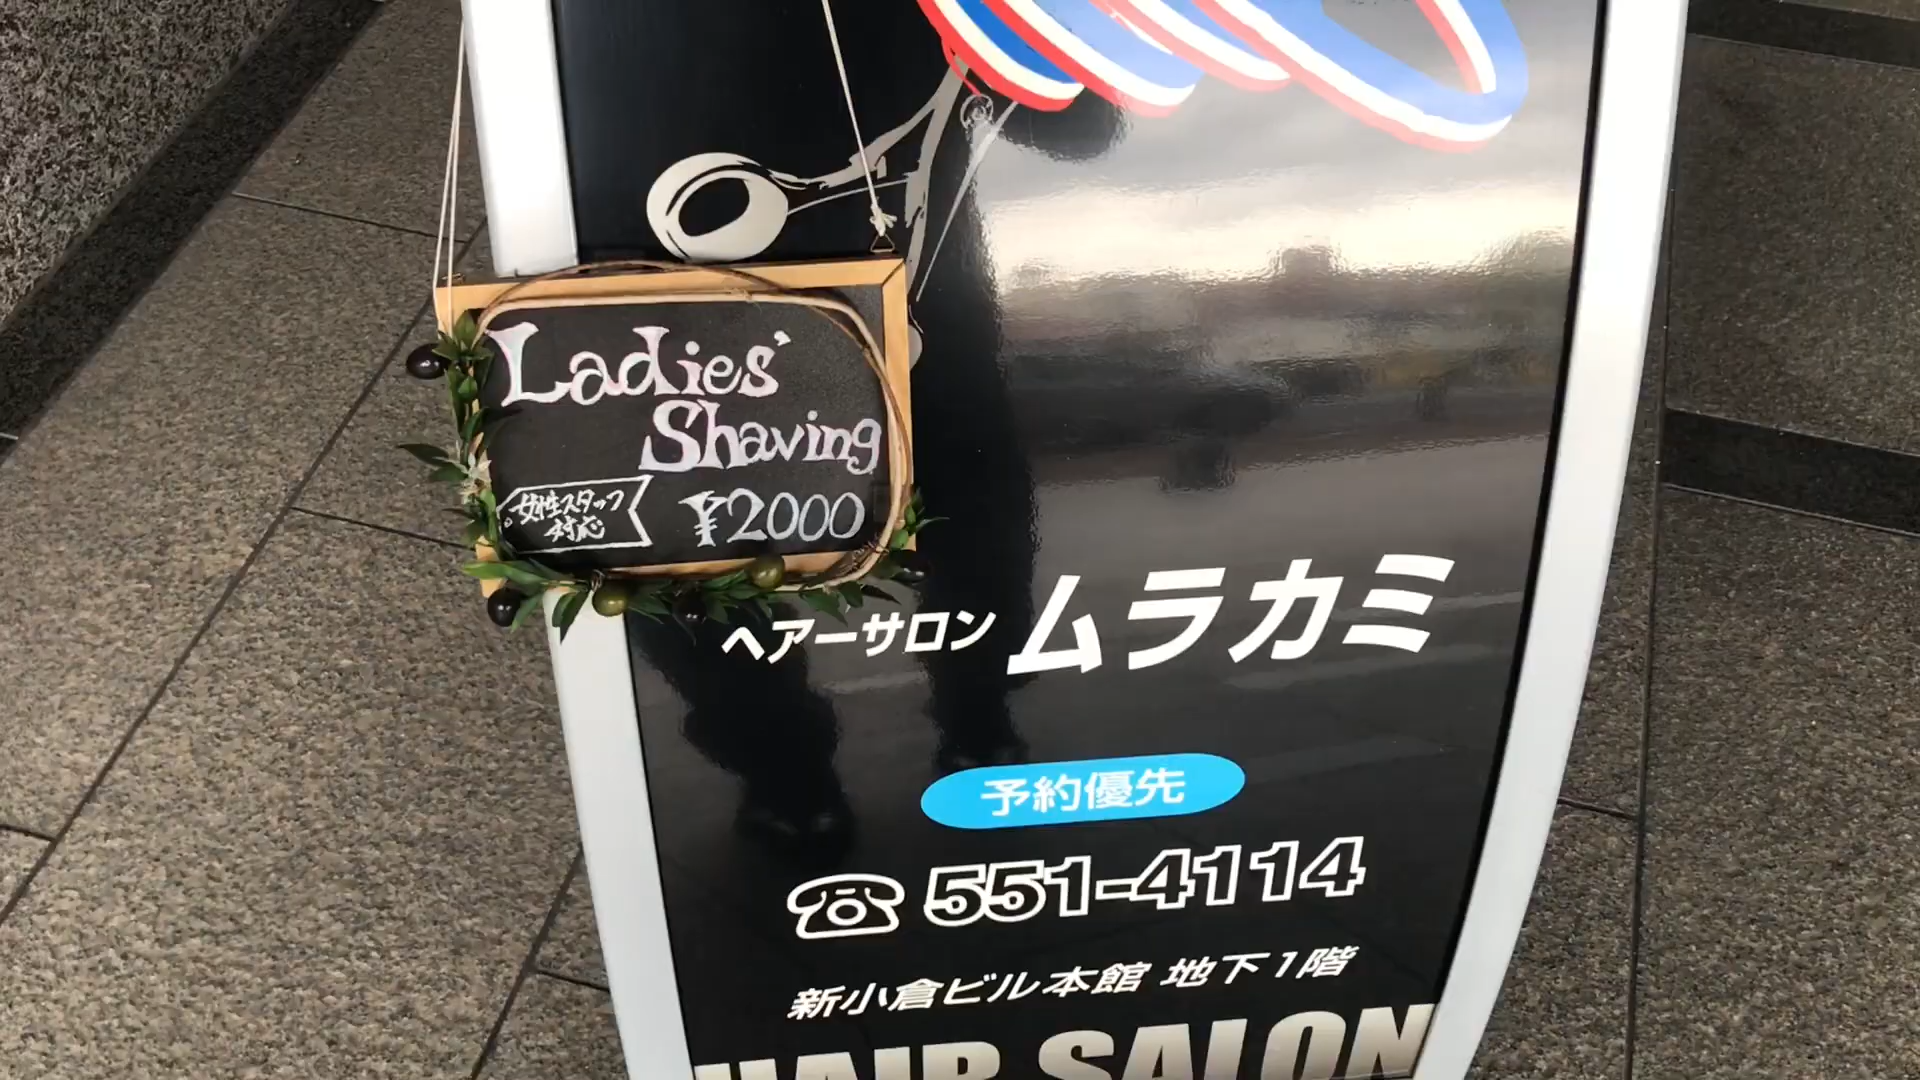 Ladies'
Shaving
女性スタッフ
対応
¥2000
ヘアーサロン ムラカミ
予約優先
☎ 551-4114
新小倉ビル本館 地下1階
HAIR SALON